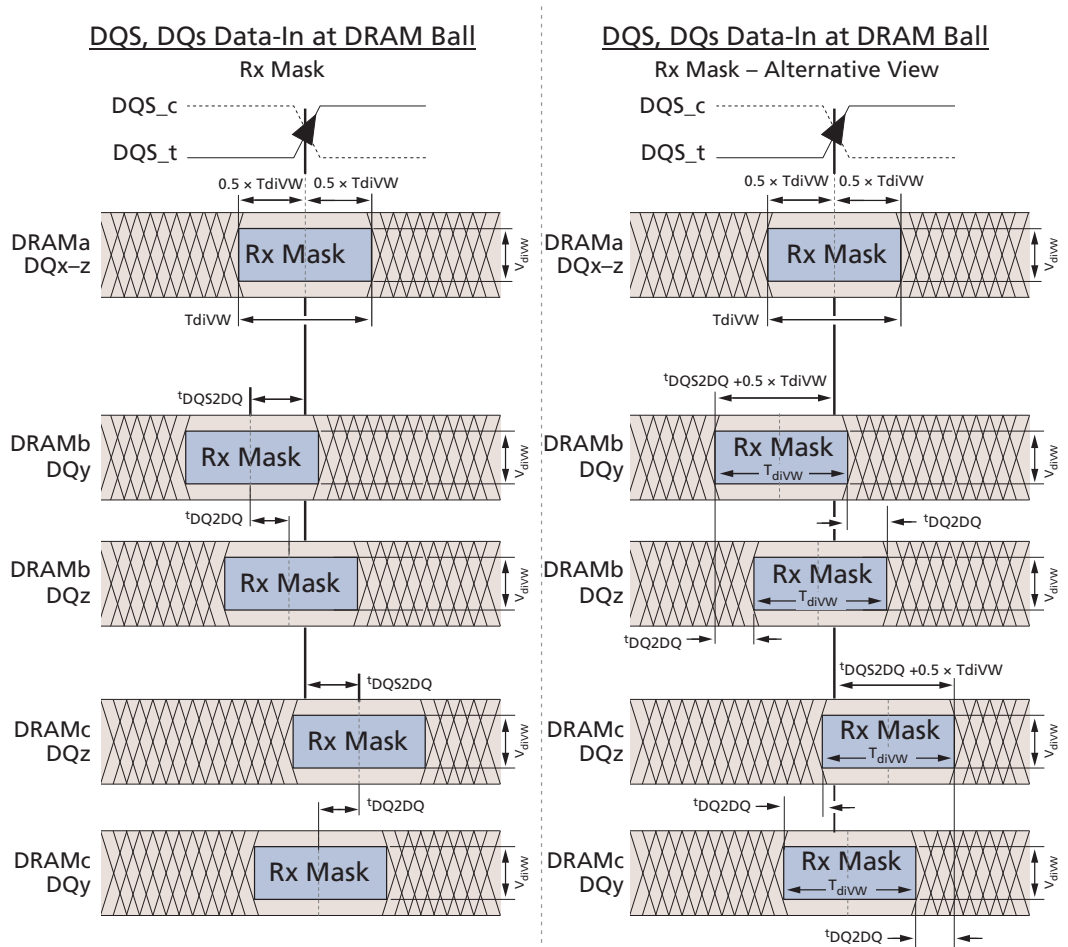 DQS, DQs Data-In at DRAM Ball
Rx Mask
DQS_c
DQS_t
0.5 × TdiVW
0.5 × TdiVW
DRAMa
DQx–z
Rx Mask
VdiVW
TdiVW
tDQS2DQ
DRAMb
DQy
Rx Mask
VdiVW
tDQ2DQ
DRAMb
DQz
Rx Mask
VdiVW
tDQS2DQ
DRAMc
DQz
Rx Mask
VdiVW
tDQ2DQ
DRAMc
DQy
Rx Mask
VdiVW
DQS, DQs Data-In at DRAM Ball
Rx Mask – Alternative View
DQS_c
DQS_t
0.5 × TdiVW
0.5 × TdiVW
DRAMa
DQx–z
Rx Mask
VdiVW
TdiVW
tDQS2DQ +0.5 × TdiVW
DRAMb
DQy
Rx Mask
TdiVW
VdiVW
tDQ2DQ
DRAMb
DQz
Rx Mask
TdiVW
VdiVW
tDQ2DQ
tDQS2DQ +0.5 × TdiVW
DRAMc
DQz
Rx Mask
TdiVW
VdiVW
tDQ2DQ
DRAMc
DQy
Rx Mask
TdiVW
VdiVW
tDQ2DQ